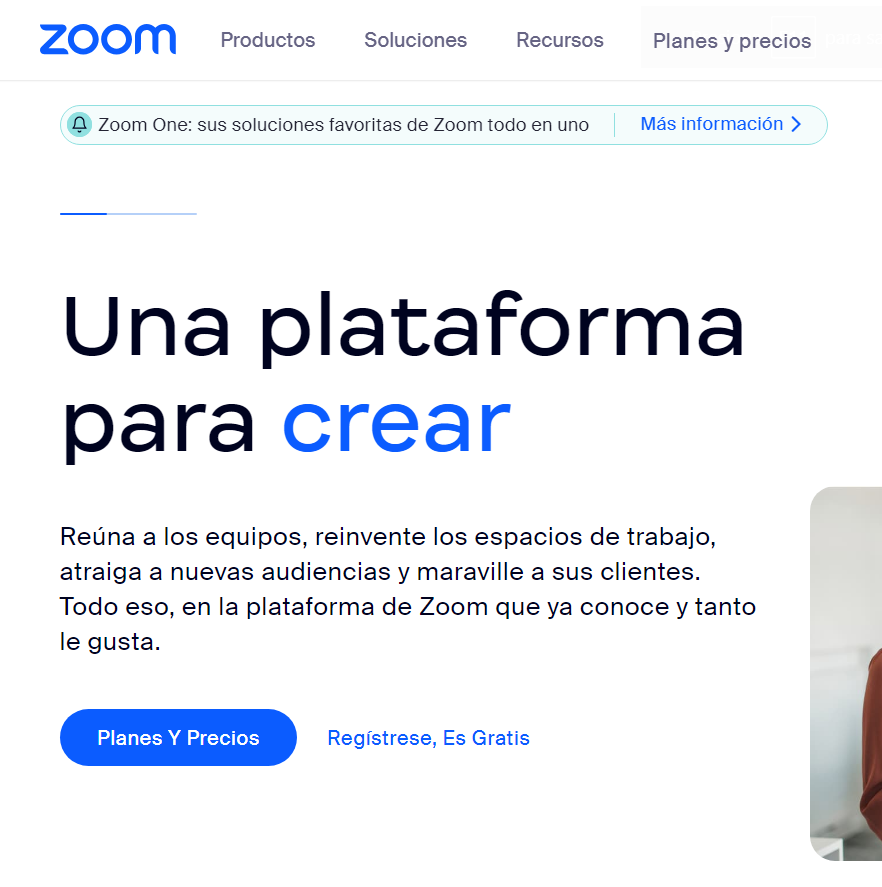 zoom Productos Soluciones Recursos Planes y precios
Zoom One: sus soluciones favoritas de Zoom todo en uno Más información
Una plataforma
para crear
Reúna a los equipos, reinvente los espacios de trabajo,
atraiga a nuevas audiencias y maraville a sus clientes.
Todo eso, en la plataforma de Zoom que ya conoce y tanto
le gusta.
Planes Y Precios Regístrese, Es Gratis